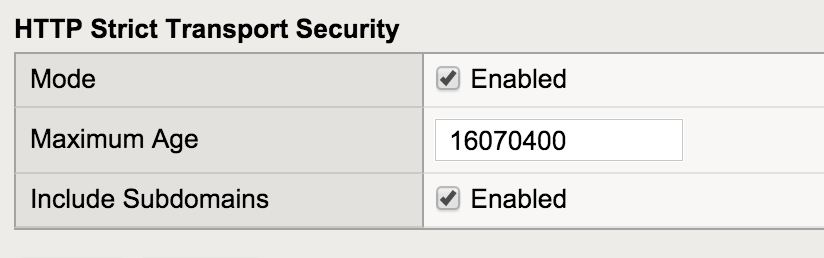 HTTP Strict Transport Security
Mode Enabled
Maximum Age 16070400
Include Subdomains Enabled